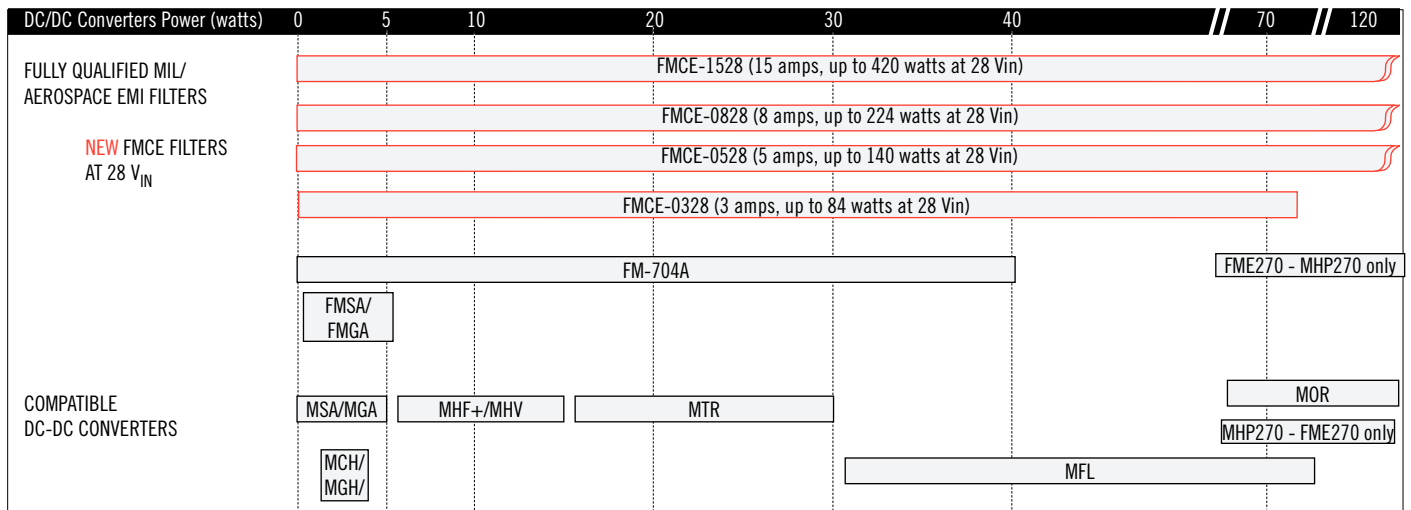 DC/DC Converters Power (watts) 0 5 10 20 30 40 70 120
FULLY QUALIFIED MIL/
AEROSPACE EMI FILTERS
FMCE-1528 (15 amps, up to 420 watts at 28 Vin)
FMCE-0828 (8 amps, up to 224 watts at 28 Vin)
NEW FMCE FILTERS
AT 28 VIN
FMCE-0528 (5 amps, up to 140 watts at 28 Vin)
FMCE-0328 (3 amps, up to 84 watts at 28 Vin)
FM-704A
FME270 - MHP270 only
FMSA/
FMGA
COMPATIBLE
DC-DC CONVERTERS
MSA/MGA
MHF+/MHV
MTR
MOR
MHP270 - FME270 only
MCH/
MGH/
MFL